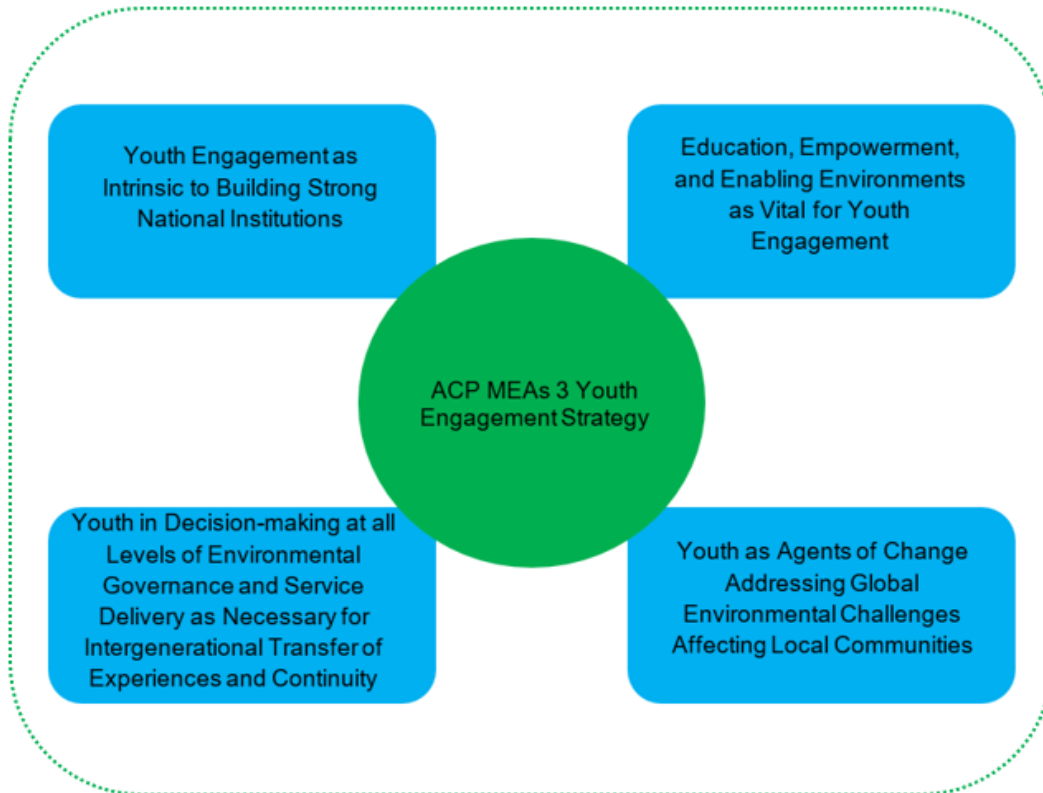 Youth Engagement as
Intrinsic to Building Strong
National Institutions
Education, Empowerment,
and Enabling Environments
as Vital for Youth
Engagement
ACP MEAs 3 Youth
Engagement Strategy
Youth in Decision-making at all
Levels of Environmental
Governance and Service
Delivery as Necessary for
Intergenerational Transfer of
Experiences and Continuity
Youth as Agents of Change
Addressing Global
Environmental Challenges
Affecting Local Communities